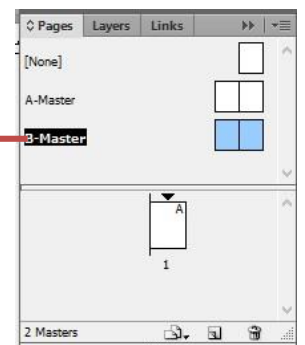 Pages Layers Links
[None]
A-Master
B-Master
A
1
2 Masters